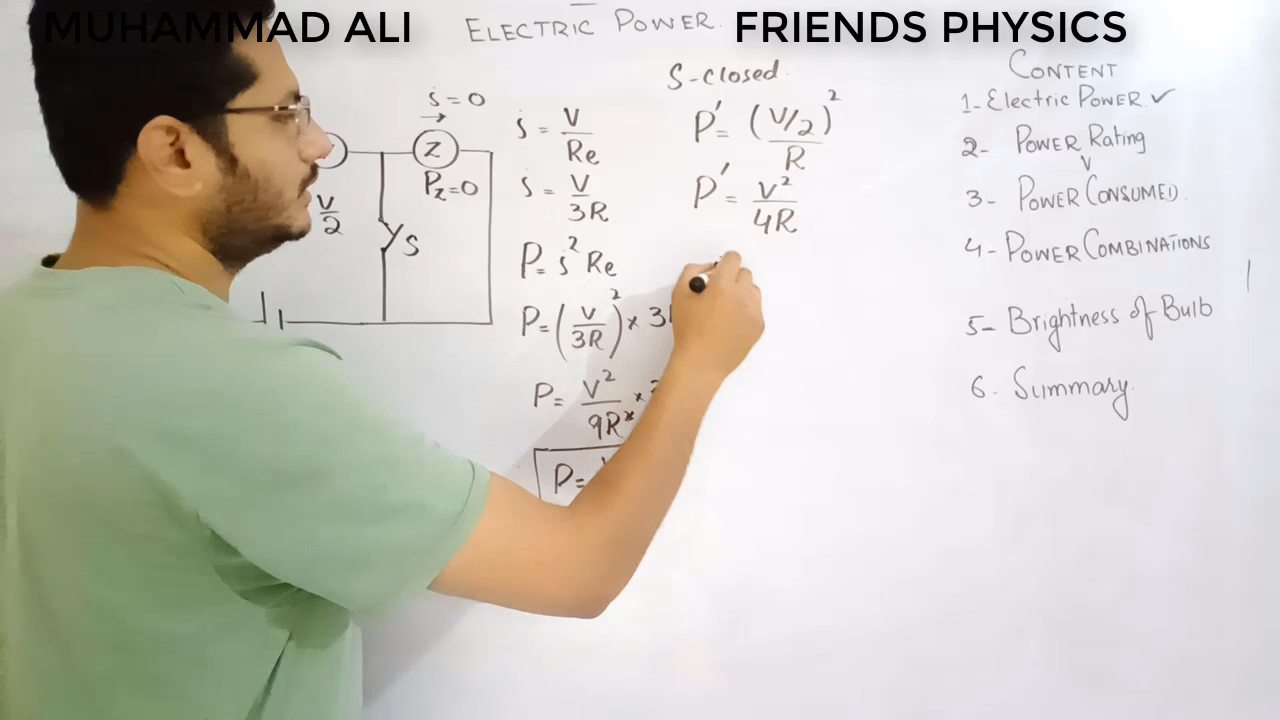 MUHAMMAD ALI
FRIENDS PHYSICS
ELECTRIC POWER.
i = 0
Z
P_Z = 0
V/2
S
i = V/Re
i = V/3R
P = i² Re
P = (V/3R)² × 3
P = V²/9R² ×
P =
S-closed.
P' = (V/2)²/R
P' = V²/4R
CONTENT
1- Electric POWER. ✓
2- POWER Rating
V
3- POWER CONSUMED.
4- POWER COMBINATIONS
5- Brightness of Bulb
6. Summary.